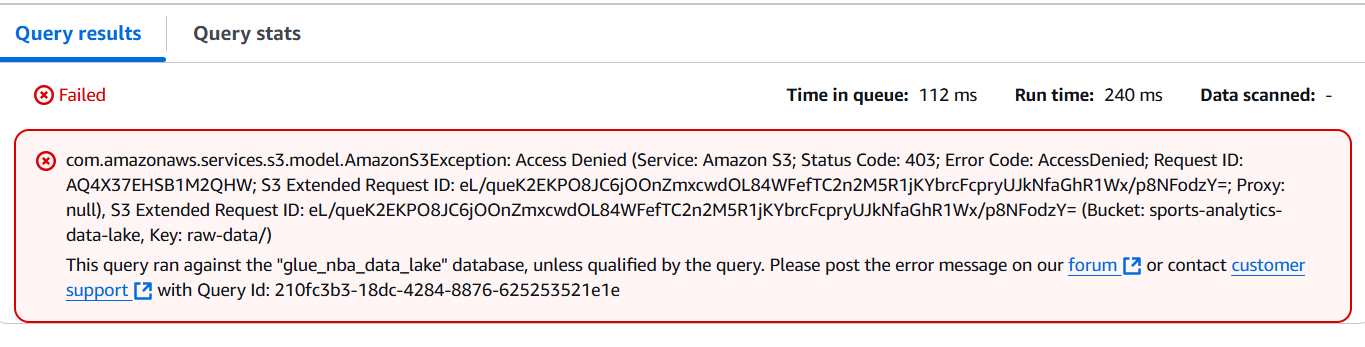 Query results
Query stats
Failed
Time in queue: 112 ms
Run time: 240 ms
Data scanned: -
com.amazonaws.services.s3.model.AmazonS3Exception: Access Denied (Service: Amazon S3; Status Code: 403; Error Code: AccessDenied; Request ID:
AQ4X37EHSB1M2QHW; S3 Extended Request ID: eL/queK2EKPO8JC6jOOnZmxcwdOL84WFefTC2n2M5R1jKYbrcFcpryUJkNfaGhR1Wx/p8NFodzY=; Proxy:
null), S3 Extended Request ID: eL/queK2EKPO8JC6jOOnZmxcwdOL84WFefTC2n2M5R1jKYbrcFcpryUJkNfaGhR1Wx/p8NFodzY= (Bucket: sports-analytics-
data-lake, Key: raw-data/)
This query ran against the "glue_nba_data_lake" database, unless qualified by the query. Please post the error message on our forum or contact customer
support with Query Id: 210fc3b3-18dc-4284-8876-625253521e1e